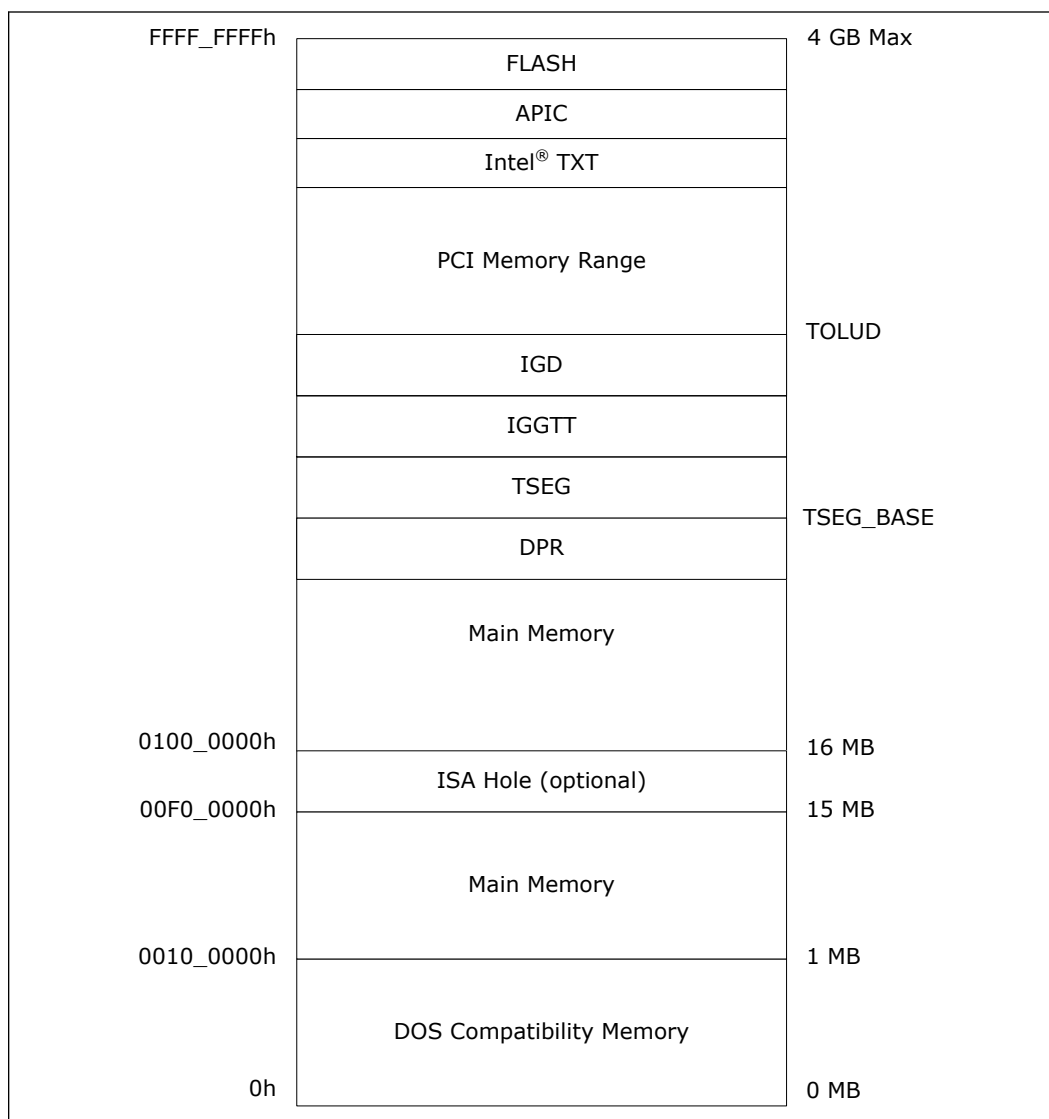 FFFF_FFFFh
4 GB Max
FLASH
APIC
Intel® TXT
PCI Memory Range
TOLUD
IGD
IGGTT
TSEG
TSEG_BASE
DPR
Main Memory
0100_0000h
16 MB
ISA Hole (optional)
00F0_0000h
15 MB
Main Memory
0010_0000h
1 MB
DOS Compatibility Memory
0h
0 MB